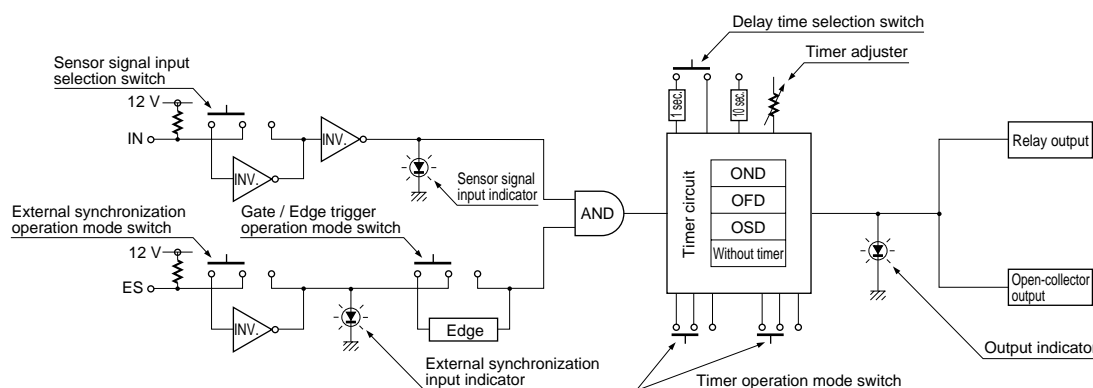 Delay time selection switch
Timer adjuster
Sensor signal input
selection switch
12 V
IN
INV.
INV.
Sensor signal
input indicator
1 sec.
10 sec.
Timer circuit
OND
OFD
OSD
Without timer
AND
Relay output
Open-collector
output
Output indicator
External synchronization
operation mode switch
Gate / Edge trigger
operation mode switch
12 V
ES
INV.
Edge
External synchronization
input indicator
Timer operation mode switch